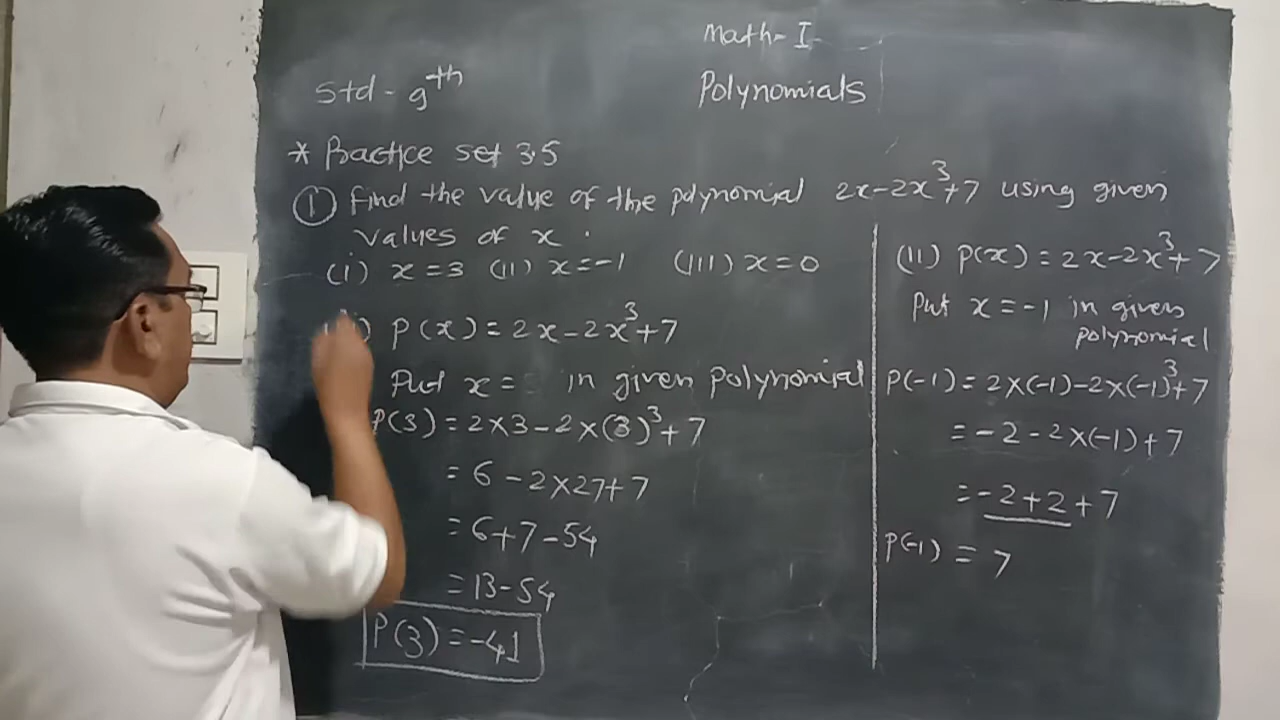 Math-I
Polynomials
Std - 9th
* Practice set 3.5
① Find the value of the polynomial 2x-2x³+7 using given
values of x.
(i) x=3 (ii) x=-1 (iii) x=0
P(x)=2x-2x³+7
Put x= in given polynomial
P(3)=2×3-2×(3)³+7
=6-2×27+7
=6+7-54
=13-54
P(3)=-41
(ii) P(x)=2x-2x³+7
Put x=-1 in given
polynomial
P(-1)=2×(-1)-2×(-1)³+7
=-2-2×(-1)+7
=-2+2+7
P(-1)=7